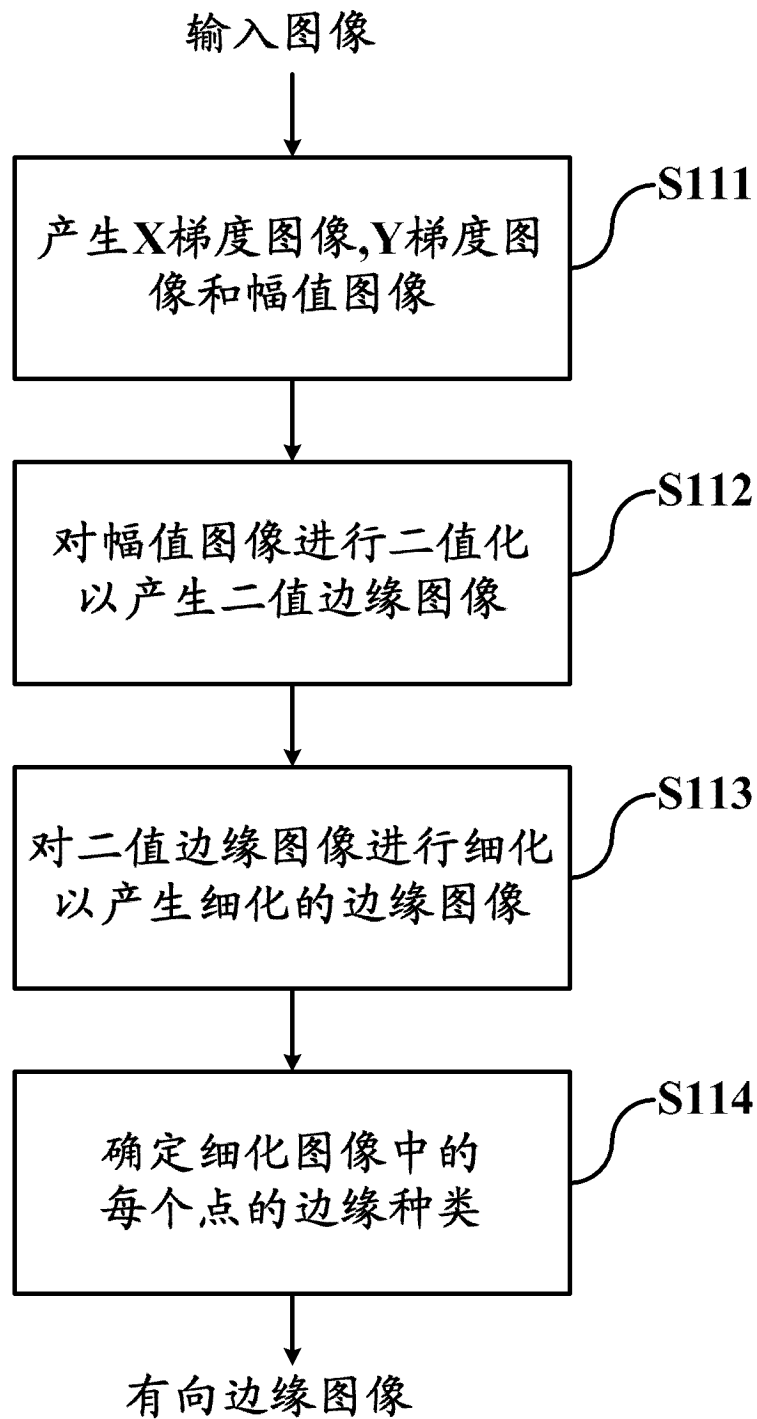 输入图像
S111
产生X梯度图像,Y梯度图
像和幅值图像
S112
对幅值图像进行二值化
以产生二值边缘图像
S113
对二值边缘图像进行细化
以产生细化的边缘图像
S114
确定细化图像中的
每个点的边缘种类
有向边缘图像